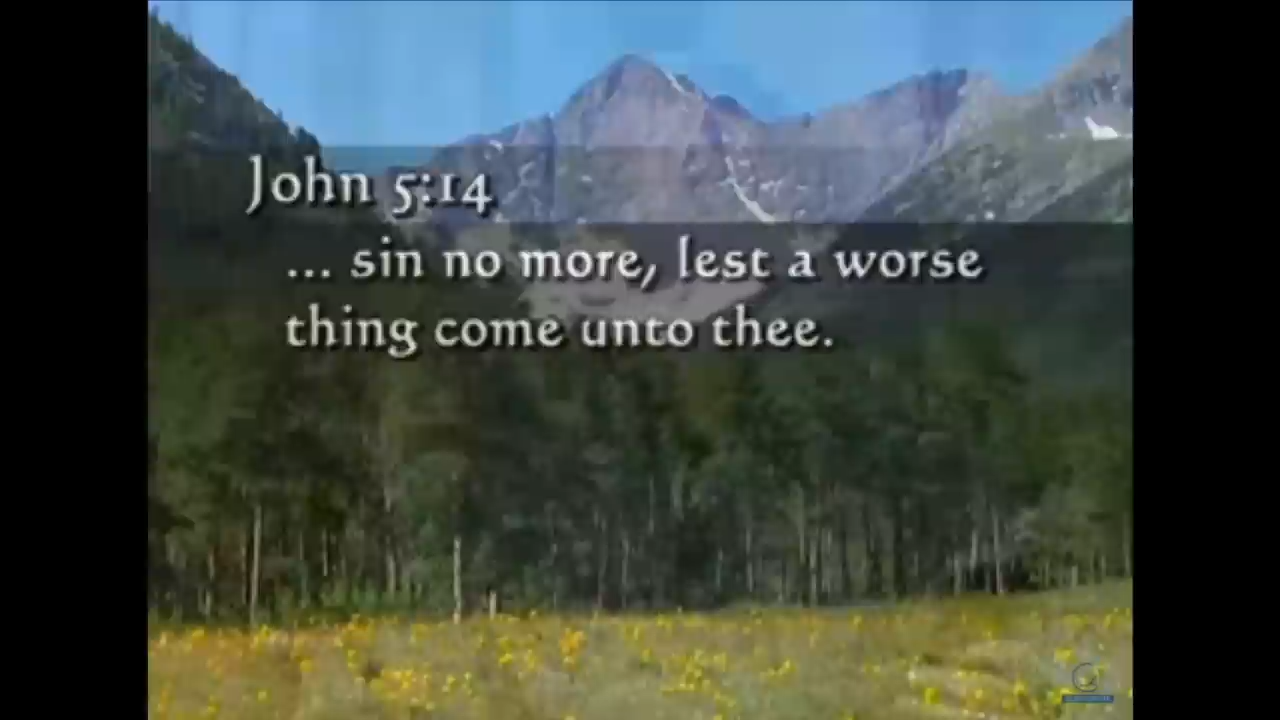 John 5:14
... sin no more, lest a worse
thing come unto thee.